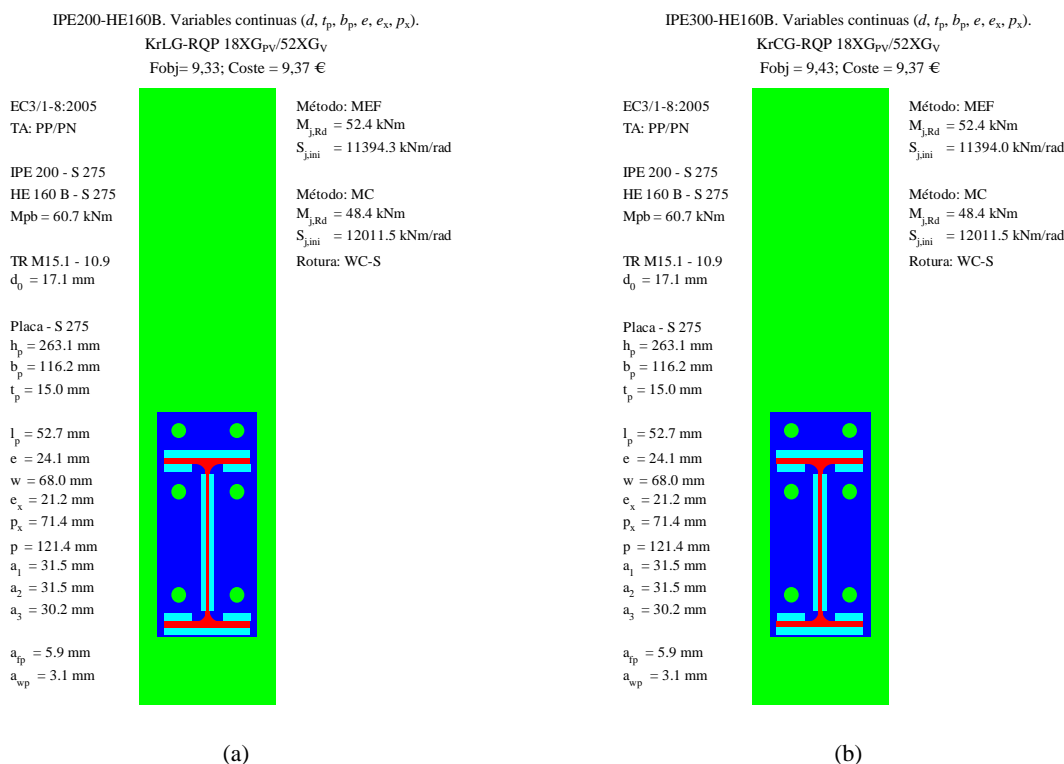 IPE200-HE160B. Variables continuas (d, tp, bp, e, ex, px).
KrLG-RQP 18XGPV/52XGV
Fobj= 9,33; Coste = 9,37 €
EC3/1-8:2005
TA: PP/PN
IPE 200 - S 275
HE 160 B - S 275
Mpb = 60.7 kNm
TR M15.1 - 10.9
d0 = 17.1 mm
Placa - S 275
hp = 263.1 mm
bp = 116.2 mm
tp = 15.0 mm
lp = 52.7 mm
e = 24.1 mm
w = 68.0 mm
ex = 21.2 mm
px = 71.4 mm
p = 121.4 mm
a1 = 31.5 mm
a2 = 31.5 mm
a3 = 30.2 mm
afp = 5.9 mm
awp = 3.1 mm
Método: MEF
Mj,Rd = 52.4 kNm
Sj,ini = 11394.3 kNm/rad
Método: MC
Mj,Rd = 48.4 kNm
Sj,ini = 12011.5 kNm/rad
Rotura: WC-S
(a)
IPE300-HE160B. Variables continuas (d, tp, bp, e, ex, px).
KrCG-RQP 18XGPV/52XGV
Fobj= 9,43; Coste = 9,37 €
EC3/1-8:2005
TA: PP/PN
IPE 200 - S 275
HE 160 B - S 275
Mpb = 60.7 kNm
TR M15.1 - 10.9
d0 = 17.1 mm
Placa - S 275
hp = 263.1 mm
bp = 116.2 mm
tp = 15.0 mm
lp = 52.7 mm
e = 24.1 mm
w = 68.0 mm
ex = 21.2 mm
px = 71.4 mm
p = 121.4 mm
a1 = 31.5 mm
a2 = 31.5 mm
a3 = 30.2 mm
afp = 5.9 mm
awp = 3.1 mm
Método: MEF
Mj,Rd = 52.4 kNm
Sj,ini = 11394.0 kNm/rad
Método: MC
Mj,Rd = 48.4 kNm
Sj,ini = 12011.5 kNm/rad
Rotura: WC-S
(b)